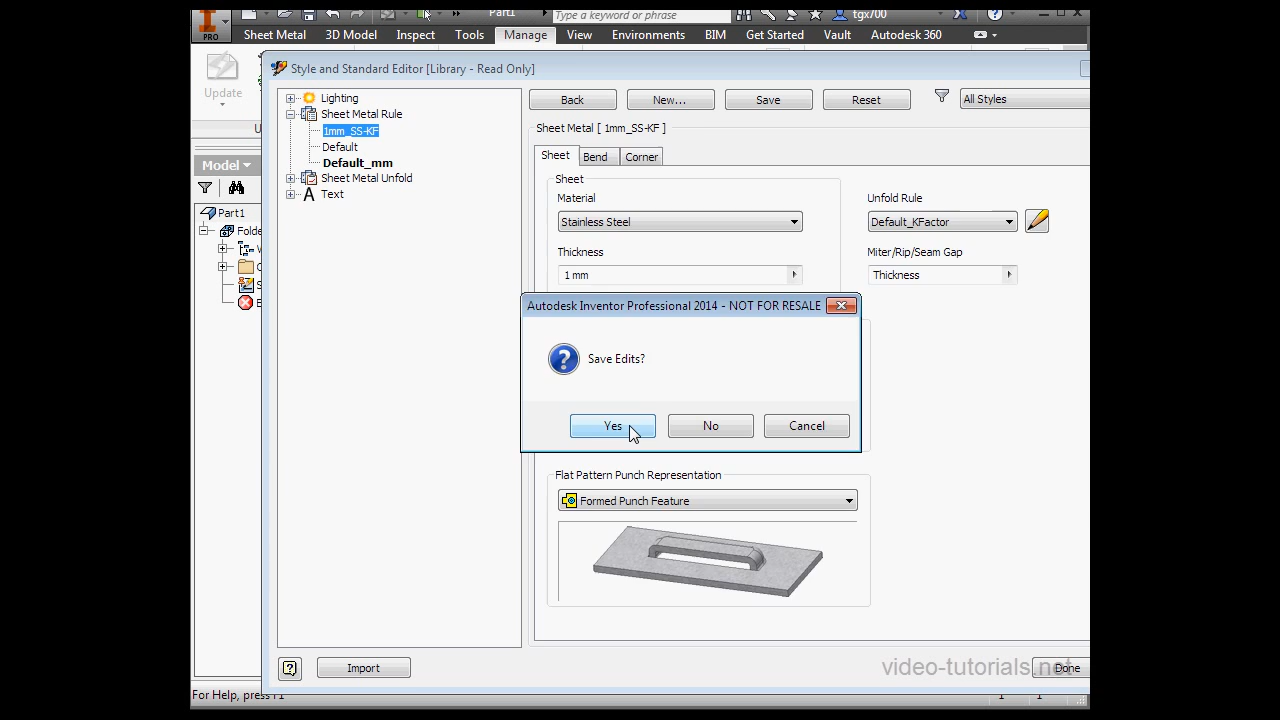 Part1
Type a keyword or phrase
tgx700
PRO
Sheet Metal 3D Model Inspect Tools Manage View Environments BIM Get Started Vault Autodesk 360
Update
Style and Standard Editor [Library - Read Only]
Lighting
Sheet Metal Rule
1mm_SS-KF
Default
Default_mm
Sheet Metal Unfold
Text
Back New... Save Reset All Styles
Sheet Metal [ 1mm_SS-KF ]
Sheet Bend Corner
Sheet
Material
Stainless Steel
Thickness
1 mm
Unfold Rule
Default_KFactor
Miter/Rip/Seam Gap
Thickness
Model
Part1
Autodesk Inventor Professional 2014 - NOT FOR RESALE
Save Edits?
Yes No Cancel
Flat Pattern Punch Representation
Formed Punch Feature
Import
Done
video-tutorials.net
For Help, press F1
1 1